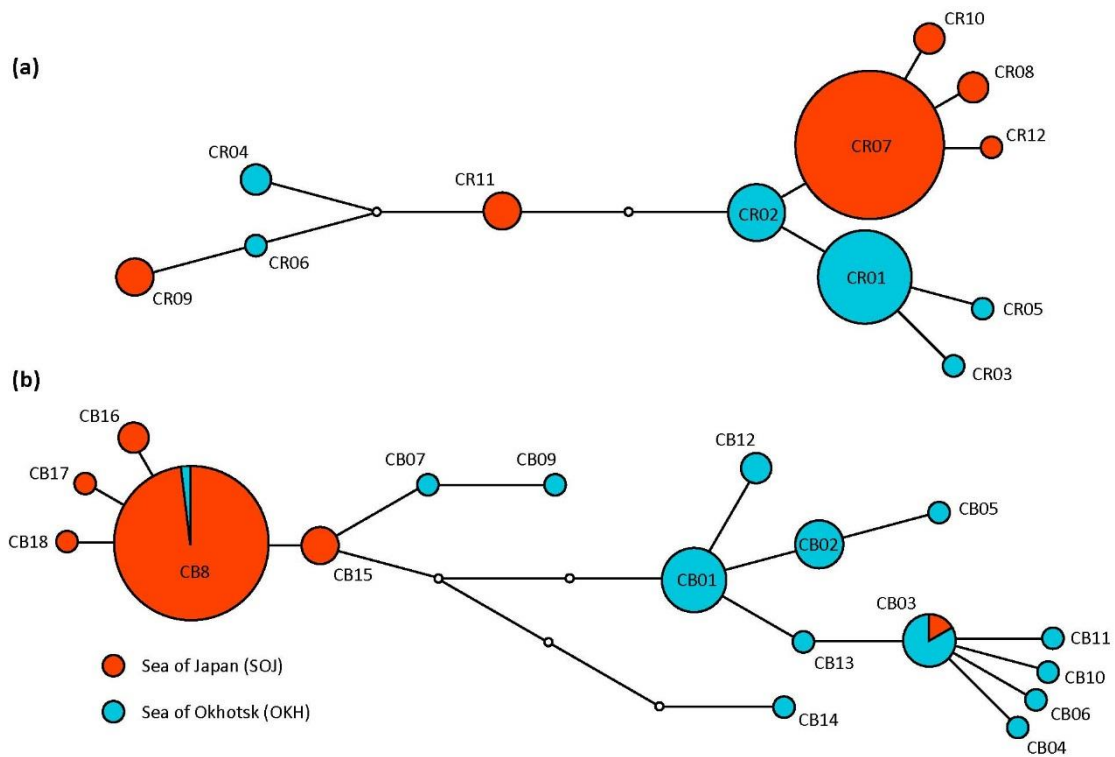 (a)
CR10
CR08
CR12
CR07
CR04
CR11
CR02
CR06
CR09
CR01
CR05
CR03
(b)
CB16
CB17
CB18
CB8
CB15
CB07
CB09
CB12
CB05
CB02
CB01
CB03
CB13
CB11
CB10
CB06
CB04
CB14
Sea of Japan (SOJ)
Sea of Okhotsk (OKH)